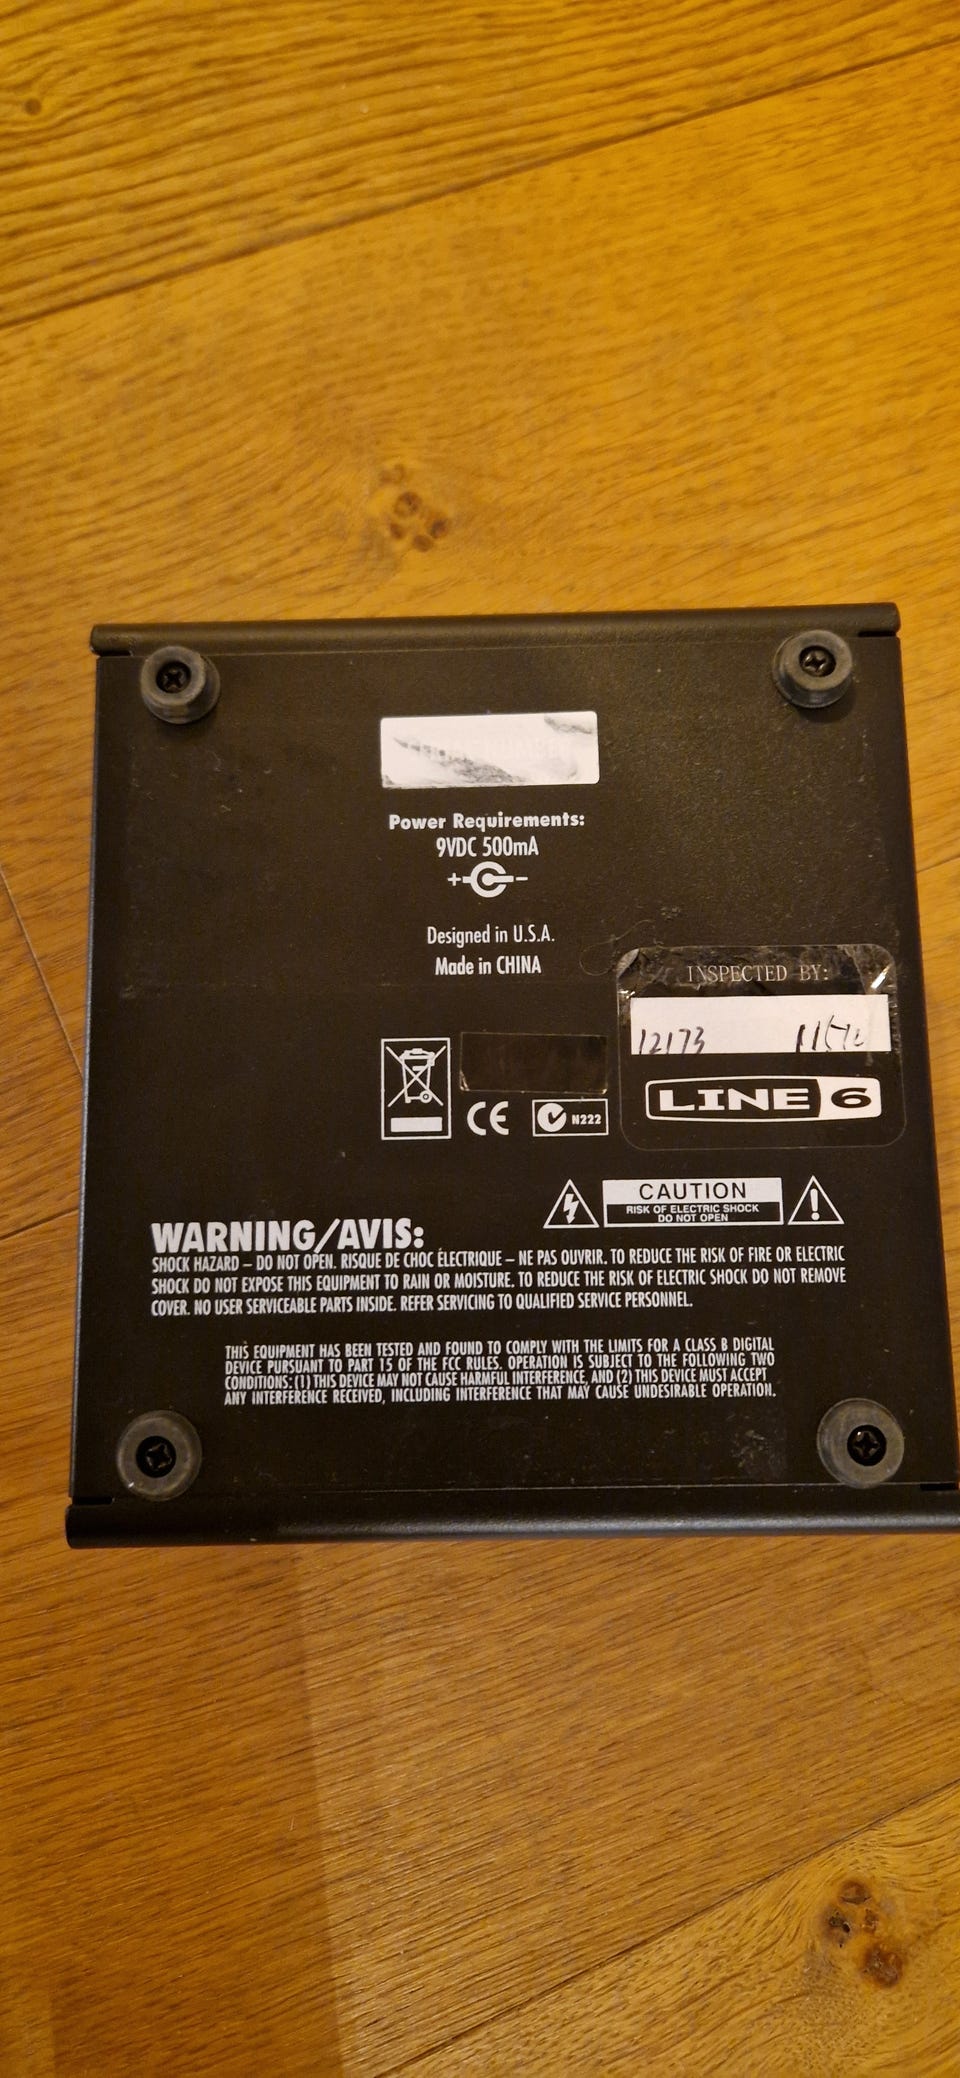 Power Requirements:
9VDC 500mA
+ -
Designed in U.S.A.
Made in CHINA
INSPECTED BY:
12173
LINE 6
CE
N222
CAUTION
RISK OF ELECTRIC SHOCK
DO NOT OPEN
WARNING/AVIS:
SHOCK HAZARD – DO NOT OPEN. RISQUE DE CHOC ÉLECTRIQUE – NE PAS OUVRIR. TO REDUCE THE RISK OF FIRE OR ELECTRIC
SHOCK DO NOT EXPOSE THIS EQUIPMENT TO RAIN OR MOISTURE. TO REDUCE THE RISK OF ELECTRIC SHOCK DO NOT REMOVE
COVER. NO USER SERVICEABLE PARTS INSIDE. REFER SERVICING TO QUALIFIED SERVICE PERSONNEL.
THIS EQUIPMENT HAS BEEN TESTED AND FOUND TO COMPLY WITH THE LIMITS FOR A CLASS B DIGITAL
DEVICE PURSUANT TO PART 15 OF THE FCC RULES. OPERATION IS SUBJECT TO THE FOLLOWING TWO
CONDITIONS: (1) THIS DEVICE MAY NOT CAUSE HARMFUL INTERFERENCE, AND (2) THIS DEVICE MUST ACCEPT
ANY INTERFERENCE RECEIVED, INCLUDING INTERFERENCE THAT MAY CAUSE UNDESIRABLE OPERATION.